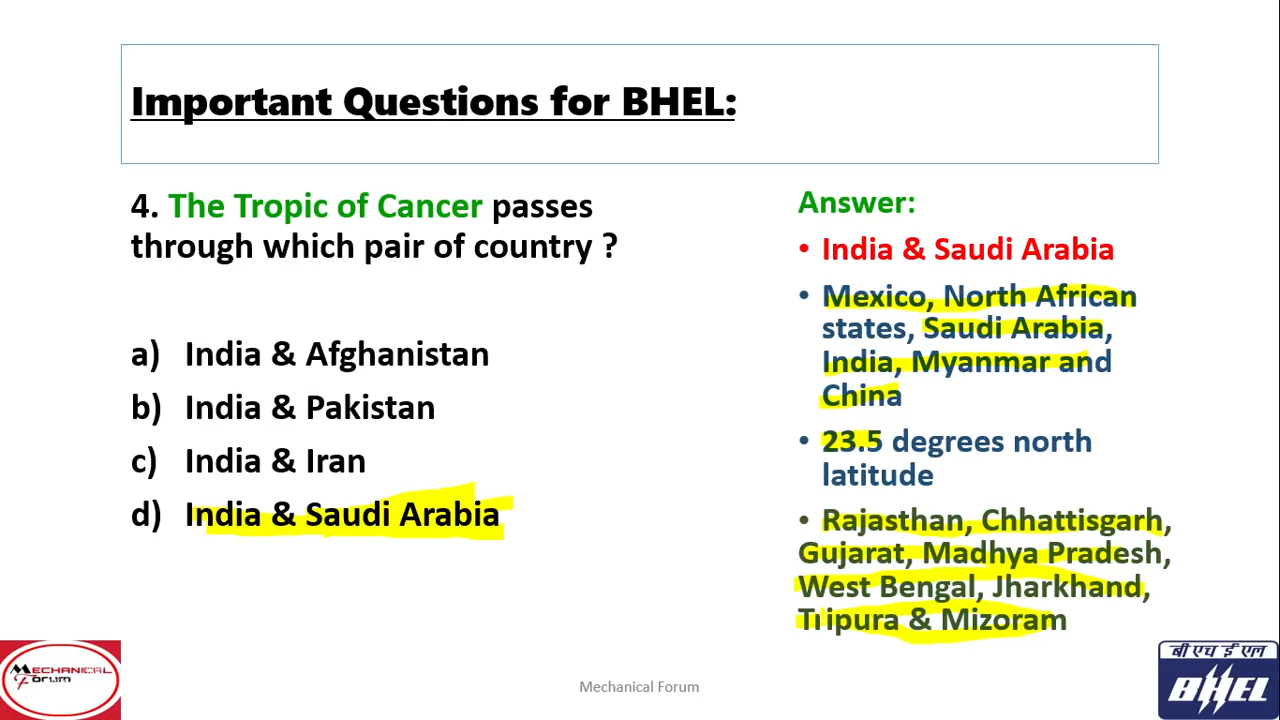 Important Questions for BHEL:
4. The Tropic of Cancer passes
through which pair of country ?
a) India & Afghanistan
b) India & Pakistan
c) India & Iran
d) India & Saudi Arabia
Answer:
• India & Saudi Arabia
• Mexico, North African
states, Saudi Arabia,
India, Myanmar and
China
• 23.5 degrees north
latitude
• Rajasthan, Chhattisgarh,
Gujarat, Madhya Pradesh,
West Bengal, Jharkhand,
Tripura & Mizoram
MECHANICAL
FORUM
Mechanical Forum
बी एच ई एल
BHEL